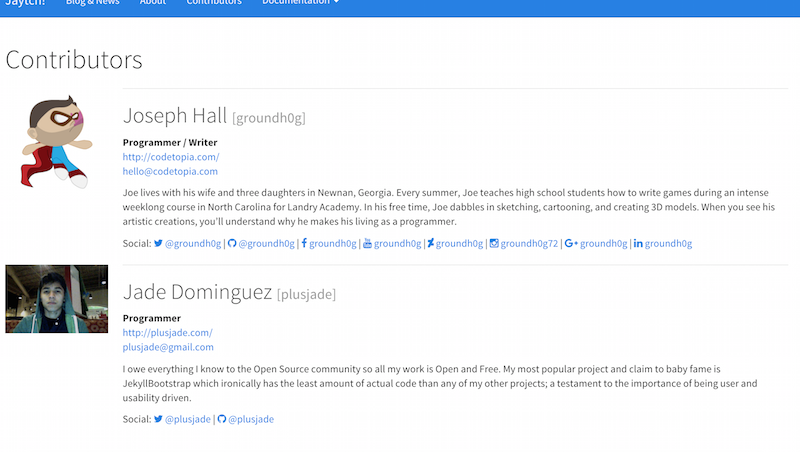 Jaytch!  Blog & News  About  Contributors  Documentation
Contributors
Joseph Hall [groundh0g]
Programmer / Writer
http://codetopia.com/
hello@codetopia.com
Joe lives with his wife and three daughters in Newnan, Georgia. Every summer, Joe teaches high school students how to write games during an intense
weeklong course in North Carolina for Landry Academy. In his free time, Joe dabbles in sketching, cartooning, and creating 3D models. When you see his
artistic creations, you'll understand why he makes his living as a programmer.
Social: @groundh0g | @groundh0g | groundh0g | groundh0g | groundh0g | groundh0g72 | groundh0g | groundh0g
Jade Dominguez [plusjade]
Programmer
http://plusjade.com/
plusjade@gmail.com
I owe everything I know to the Open Source community so all my work is Open and Free. My most popular project and claim to baby fame is
JekyllBootstrap which ironically has the least amount of actual code than any of my other projects; a testament to the importance of being user and
usability driven.
Social: @plusjade | @plusjade